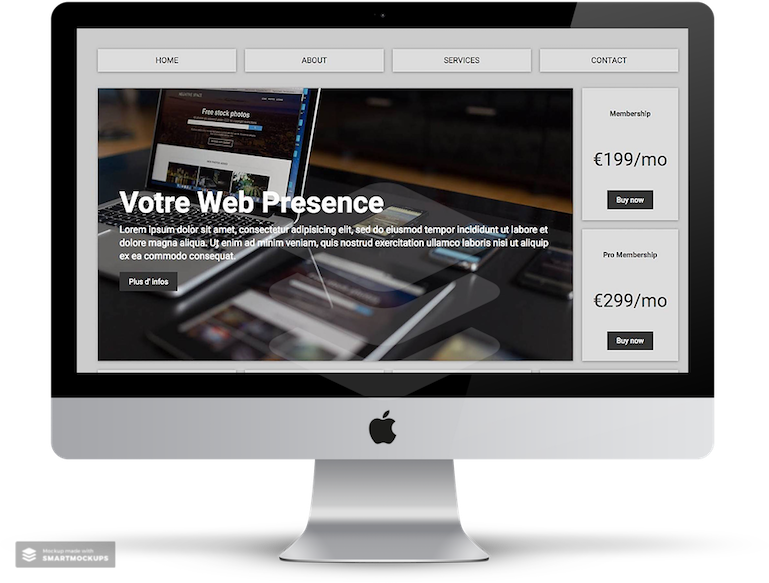 HOME
ABOUT
SERVICES
CONTACT
Free stock photos
Votre Web Presence
Lorem ipsum dolor sit amet, consectetur adipisicing elit, sed do eiusmod tempor incididunt ut labore et
dolore magna aliqua. Ut enim ad minim veniam, quis nostrud exercitation ullamco laboris nisi ut aliquip
ex ea commodo consequat.
Plus d' infos
Membership
€199/mo
Buy now
Pro Membership
€299/mo
Buy now
Mockup made with
SMARTMOCKUPS